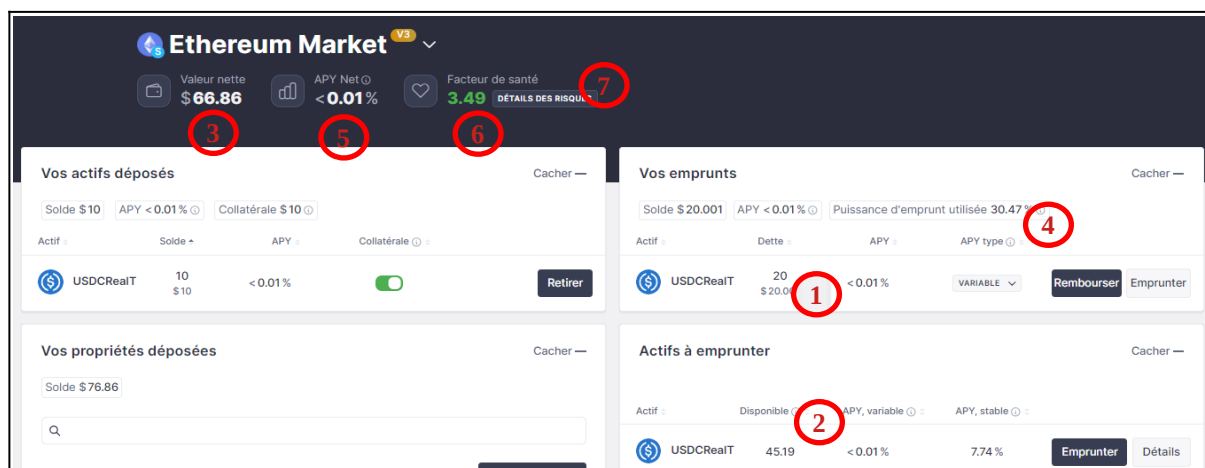 Ethereum Market V3
Valeur nette
$66.86
APY Net
<0.01%
Facteur de santé
3.49 DÉTAILS DES RISQUES
7
3
5
6
Vos actifs déposés
Cacher —
Solde $10 APY <0.01% Collatérale $10
Actif Solde APY Collatérale
USDCRealT 10 <0.01% Retirer
$10
Vos propriétés déposées
Cacher —
Solde $76.86
Vos emprunts
Cacher —
Solde $20.001 APY <0.01% Puissance d'emprunt utilisée 30.47%
4
Actif Dette APY APY type
USDCRealT 20 <0.01% VARIABLE Rembourser Emprunter
1
Actifs à emprunter
Cacher —
Actif Disponible APY, variable APY, stable
2
USDCRealT 45.19 <0.01% 7.74% Emprunter Détails